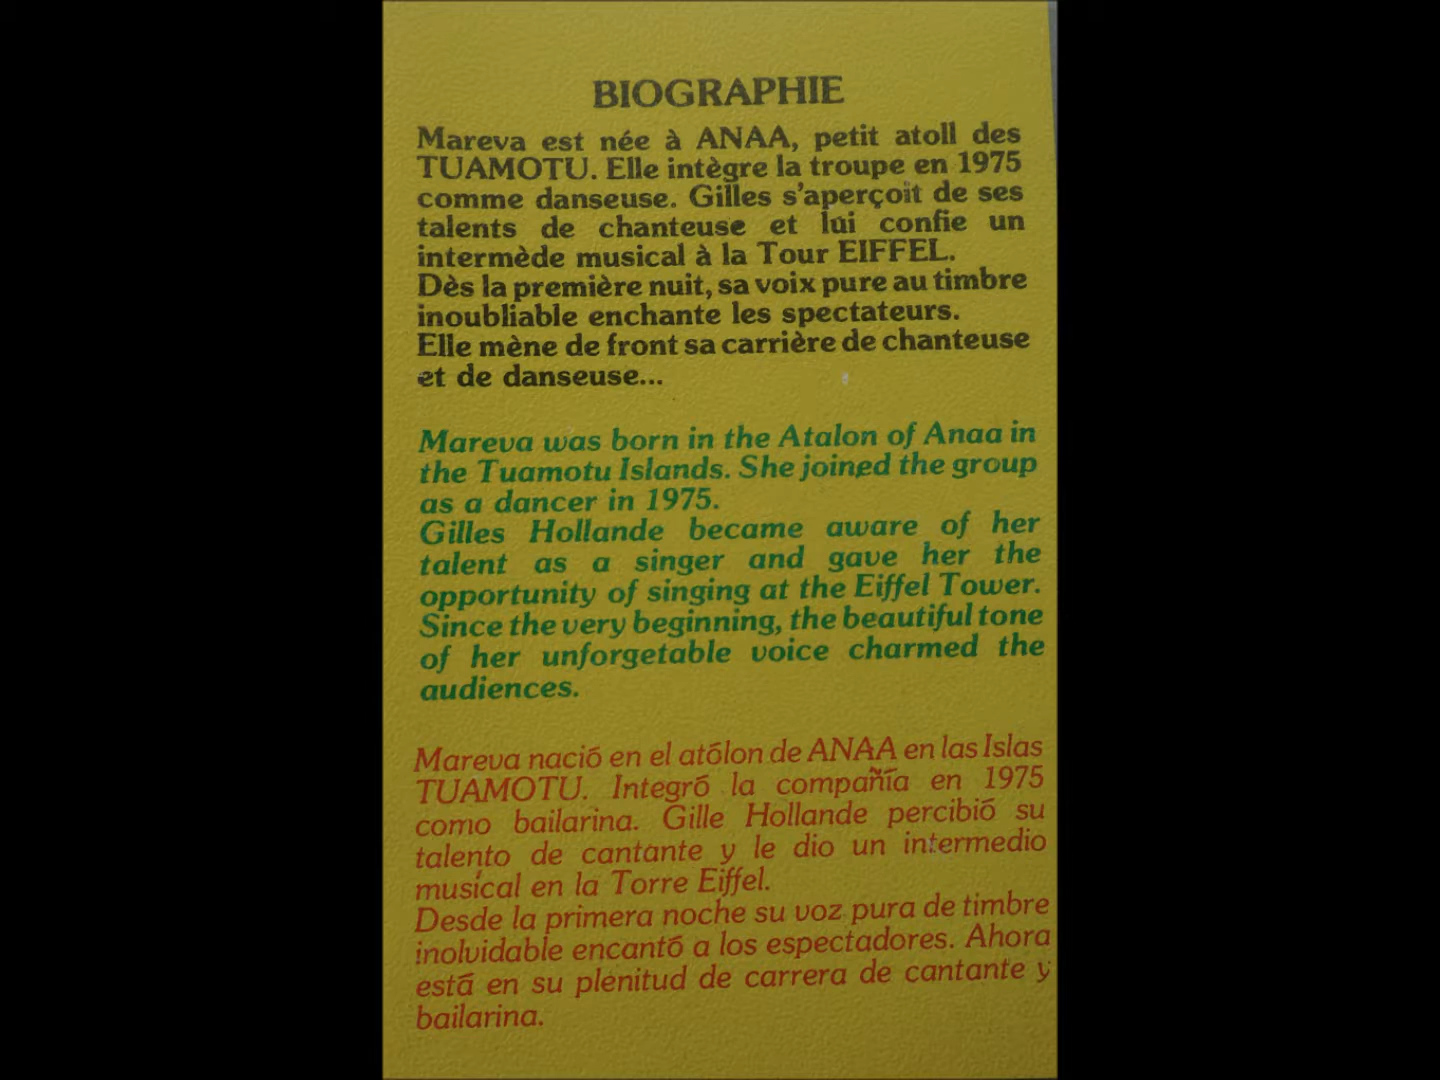 BIOGRAPHIE
Mareva est née à ANAA, petit atoll des
TUAMOTU. Elle intègre la troupe en 1975
comme danseuse. Gilles s'aperçoit de ses
talents de chanteuse et lui confie un
intermède musical à la Tour EIFFEL.
Dès la première nuit, sa voix pure au timbre
inoubliable enchante les spectateurs.
Elle mène de front sa carrière de chanteuse
et de danseuse...
Mareva was born in the Atalon of Anaa in
the Tuamotu Islands. She joined the group
as a dancer in 1975.
Gilles Hollande became aware of her
talent as a singer and gave her the
opportunity of singing at the Eiffel Tower.
Since the very beginning, the beautiful tone
of her unforgetable voice charmed the
audiences.
Mareva nació en el atólon de ANAA en las Islas
TUAMOTU. Integró la compañía en 1975
como bailarina. Gille Hollande percibió su
talento de cantante y le dio un intermedio
musical en la Torre Eiffel.
Desde la primera noche su voz pura de timbre
inolvidable encantó a los espectadores. Ahora
está en su plenitud de carrera de cantante y
bailarina.